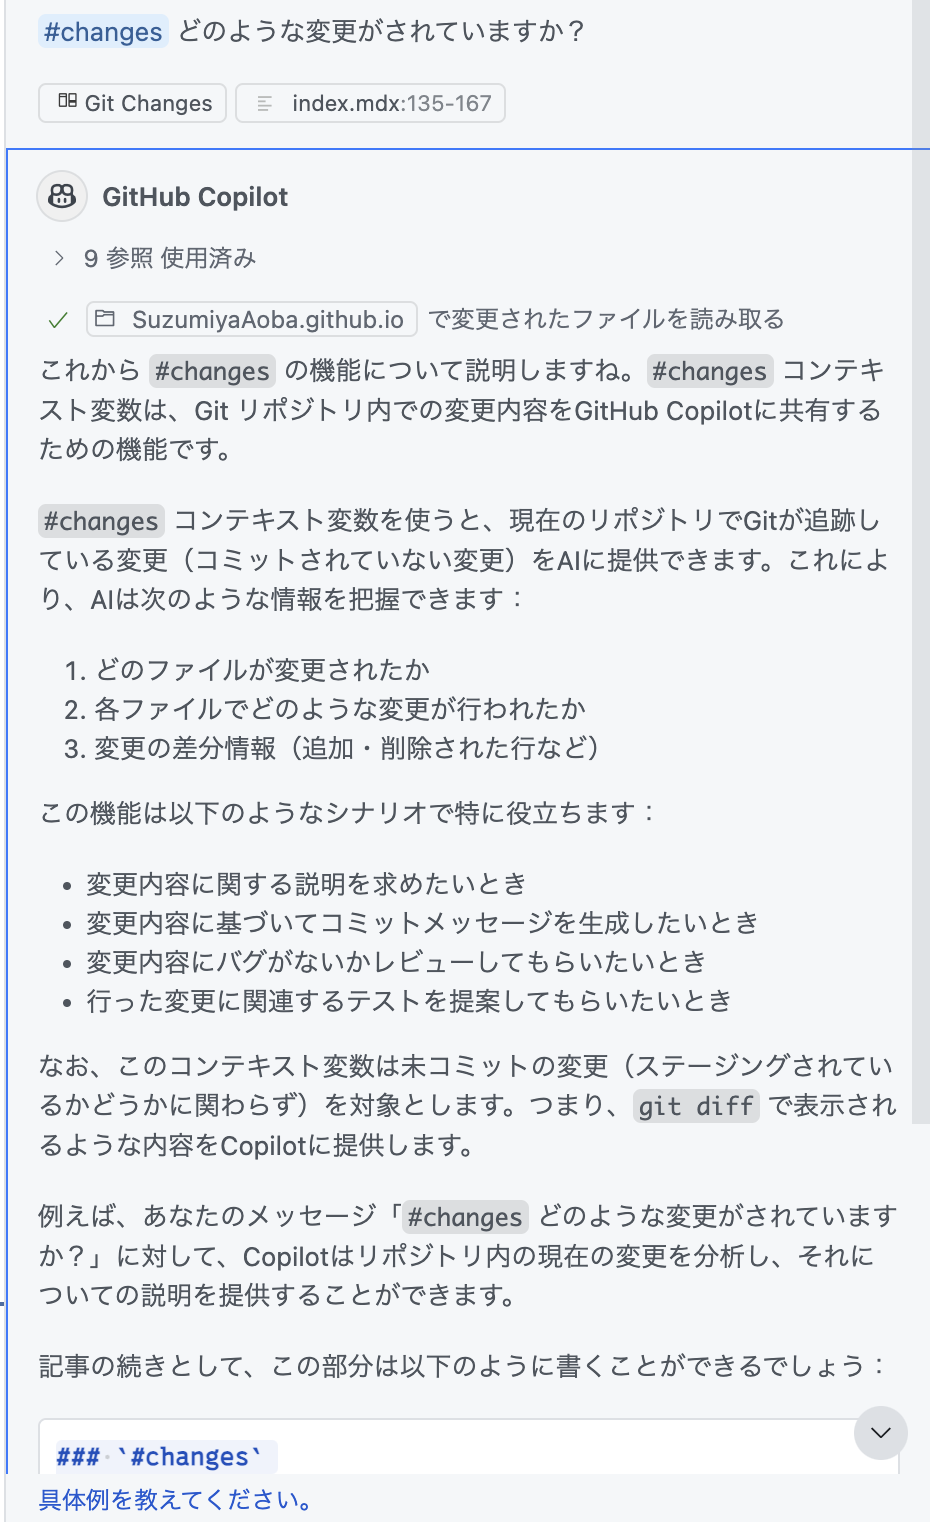 #changes どのような変更がされていますか？
Git Changes index.mdx:135-167
GitHub Copilot
9 参照 使用済み
SuzumiyaAoba.github.io で変更されたファイルを読み取る
これから #changes の機能について説明しますね。#changes コンテキ
スト変数は、Git リポジトリ内での変更内容をGitHub Copilotに共有する
ための機能です。
#changes コンテキスト変数を使うと、現在のリポジトリでGitが追跡し
ている変更（コミットされていない変更）をAIに提供できます。これによ
り、AIは次のような情報を把握できます：
1. どのファイルが変更されたか
2. 各ファイルでどのような変更が行われたか
3. 変更の差分情報（追加・削除された行など）
この機能は以下のようなシナリオで特に役立ちます：
• 変更内容に関する説明を求めたいとき
• 変更内容に基づいてコミットメッセージを生成したいとき
• 変更内容にバグがないかレビューしてもらいたいとき
• 行った変更に関連するテストを提案してもらいたいとき
なお、このコンテキスト変数は未コミットの変更（ステージングされてい
るかどうかに関わらず）を対象とします。つまり、git diff で表示され
るような内容をCopilotに提供します。
例えば、あなたのメッセージ「#changes どのような変更がされています
か？」に対して、Copilotはリポジトリ内の現在の変更を分析し、それに
ついての説明を提供することができます。
記事の続きとして、この部分は以下のように書くことができるでしょう：
### `#changes`
具体例を教えてください。